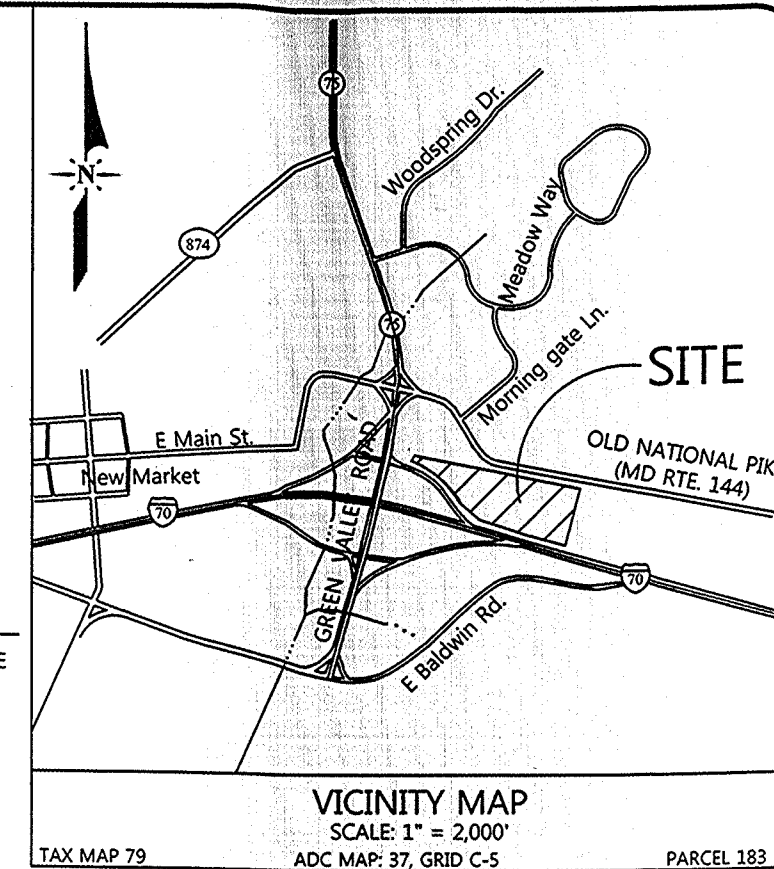 75
Woodspring Dr.
N
874
Meadow Way
75
Morning gate Ln.
SITE
E Main St.
OLD NATIONAL PIK
(MD RTE. 144)
New Market
GREEN VALLE ROAD
70
70
E Baldwin Rd.
E
VICINITY MAP
SCALE: 1" = 2,000'
TAX MAP 79
ADC MAP: 37, GRID C-5
PARCEL 183